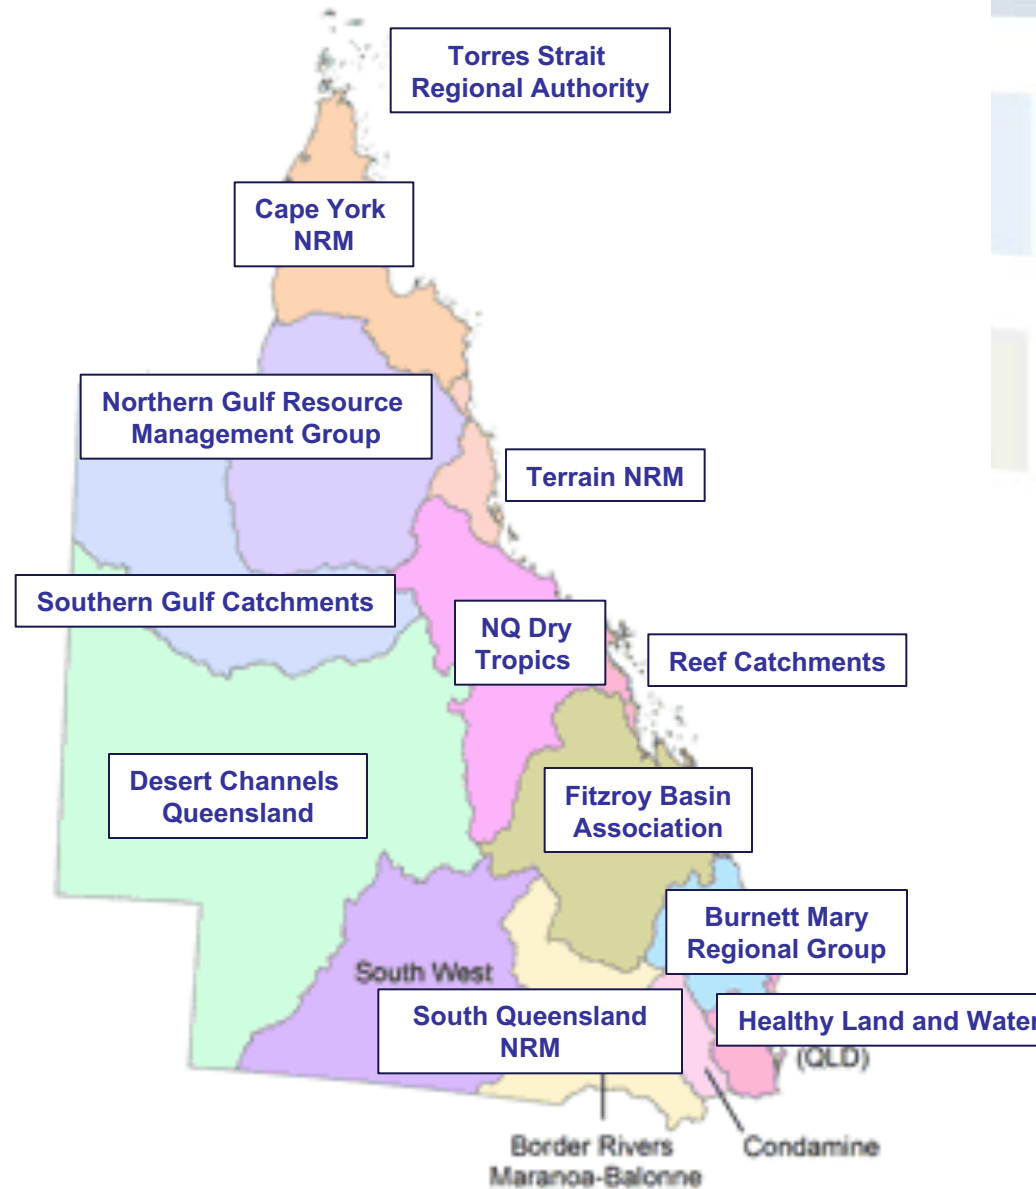 Torres Strait
Regional Authority
Cape York
NRM
Northern Gulf Resource
Management Group
Terrain NRM
Southern Gulf Catchments
NQ Dry
Tropics
Reef Catchments
Desert Channels
Queensland
Fitzroy Basin
Association
Burnett Mary
Regional Group
South West
South Queensland
NRM
Healthy Land and Water
(QLD)
Border Rivers
Maranoa-Balonne
Condamine